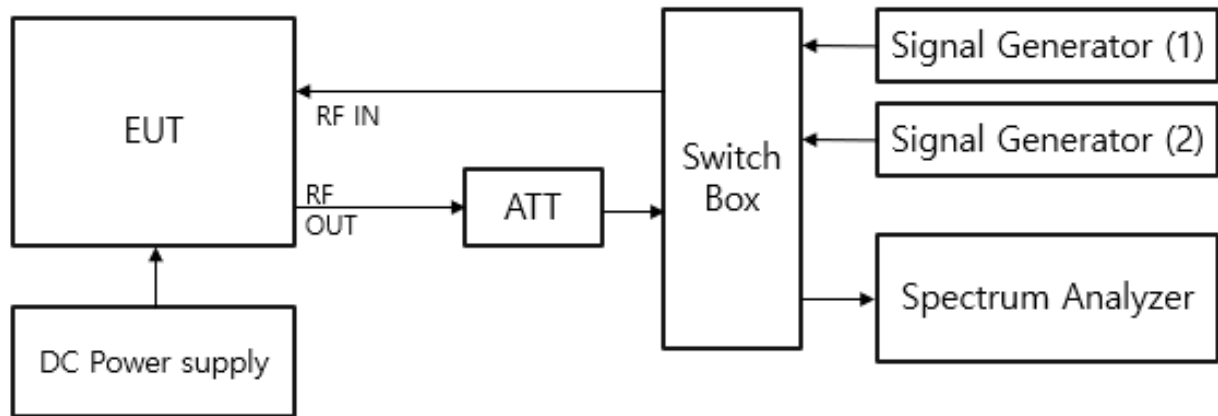 EUT
RF IN
RF
OUT
ATT
Switch
Box
Signal Generator (1)
Signal Generator (2)
Spectrum Analyzer
DC Power supply